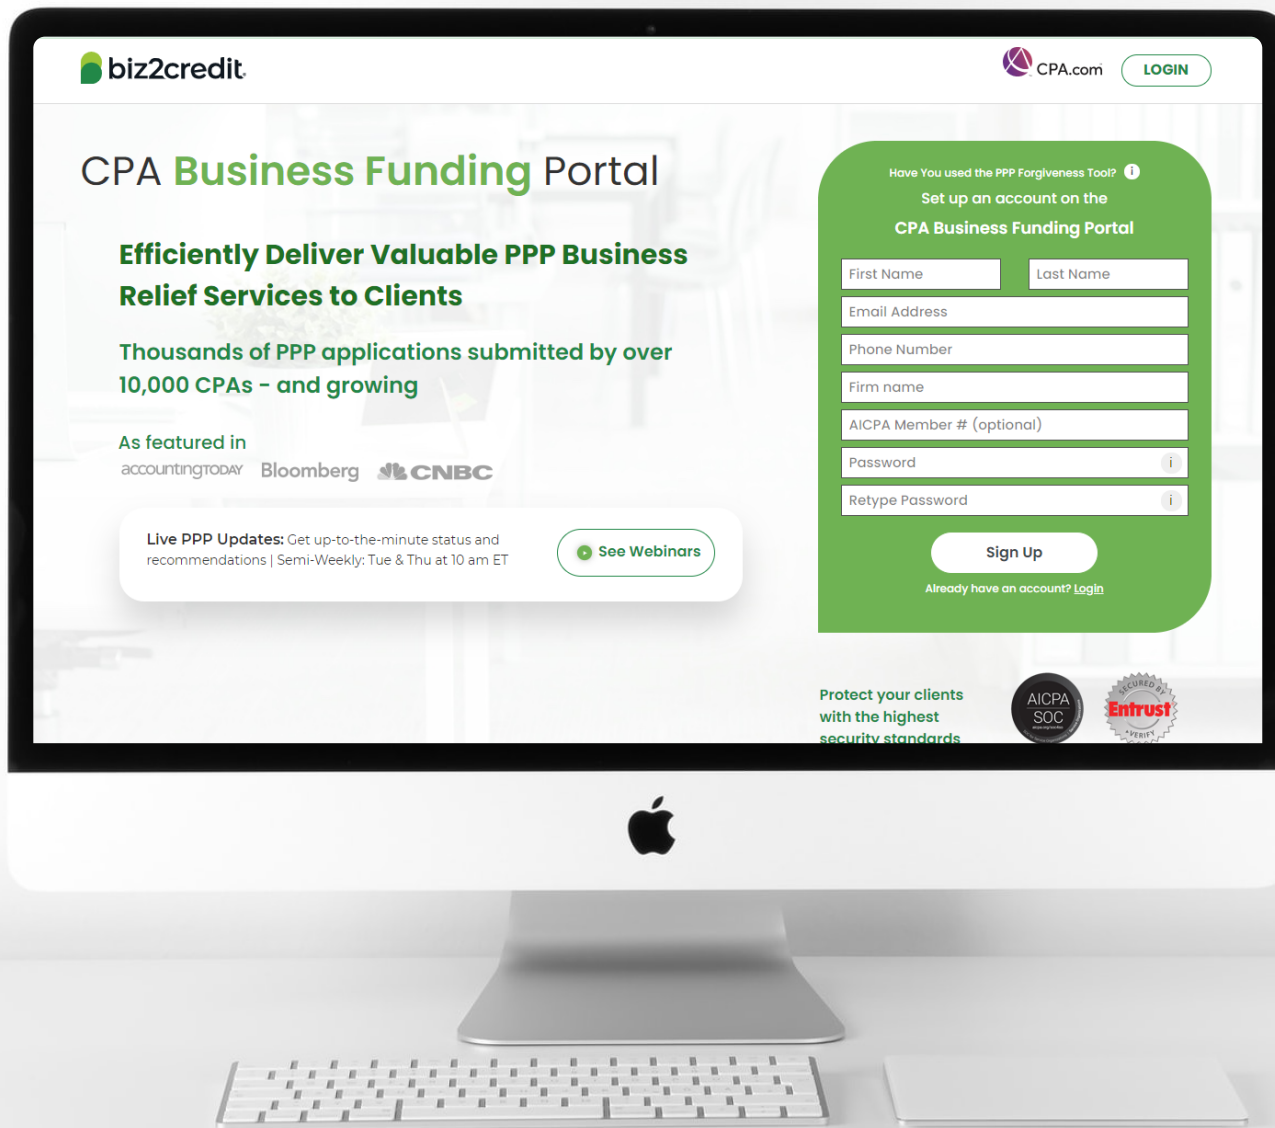 biz2credit
CPA.com
LOGIN
CPA Business Funding Portal
Efficiently Deliver Valuable PPP Business
Relief Services to Clients
Thousands of PPP applications submitted by over
10,000 CPAs - and growing
As featured in
accountingTODAY Bloomberg CNBC
Live PPP Updates: Get up-to-the-minute status and
recommendations | Semi-Weekly: Tue & Thu at 10 am ET
See Webinars
Have You used the PPP Forgiveness Tool? i
Set up an account on the
CPA Business Funding Portal
First Name
Last Name
Email Address
Phone Number
Firm name
AICPA Member # (optional)
Password i
Retype Password i
Sign Up
Already have an account? Login
Protect your clients
with the highest
security standards
AICPA
SOC
SECURED BY
Entrust
VERIFY